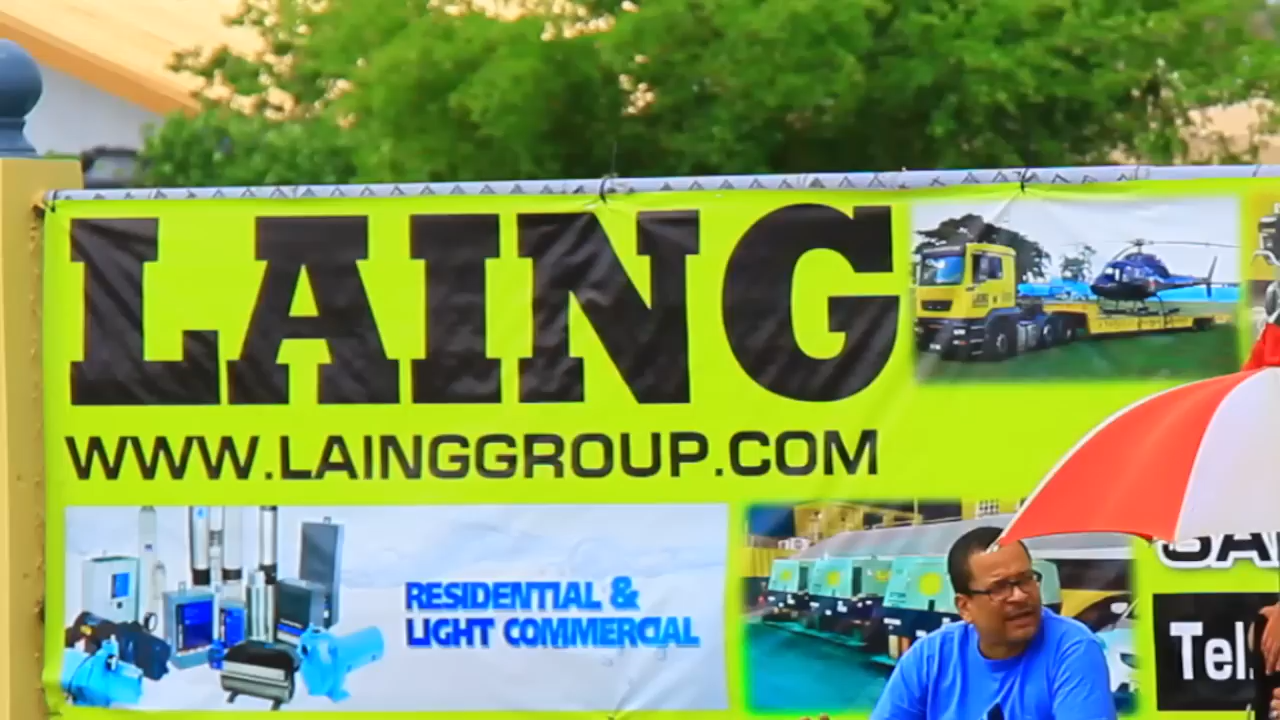 LAING
WWW.LAINGGROUP.COM
RESIDENTIAL &
LIGHT COMMERCIAL
Tel.